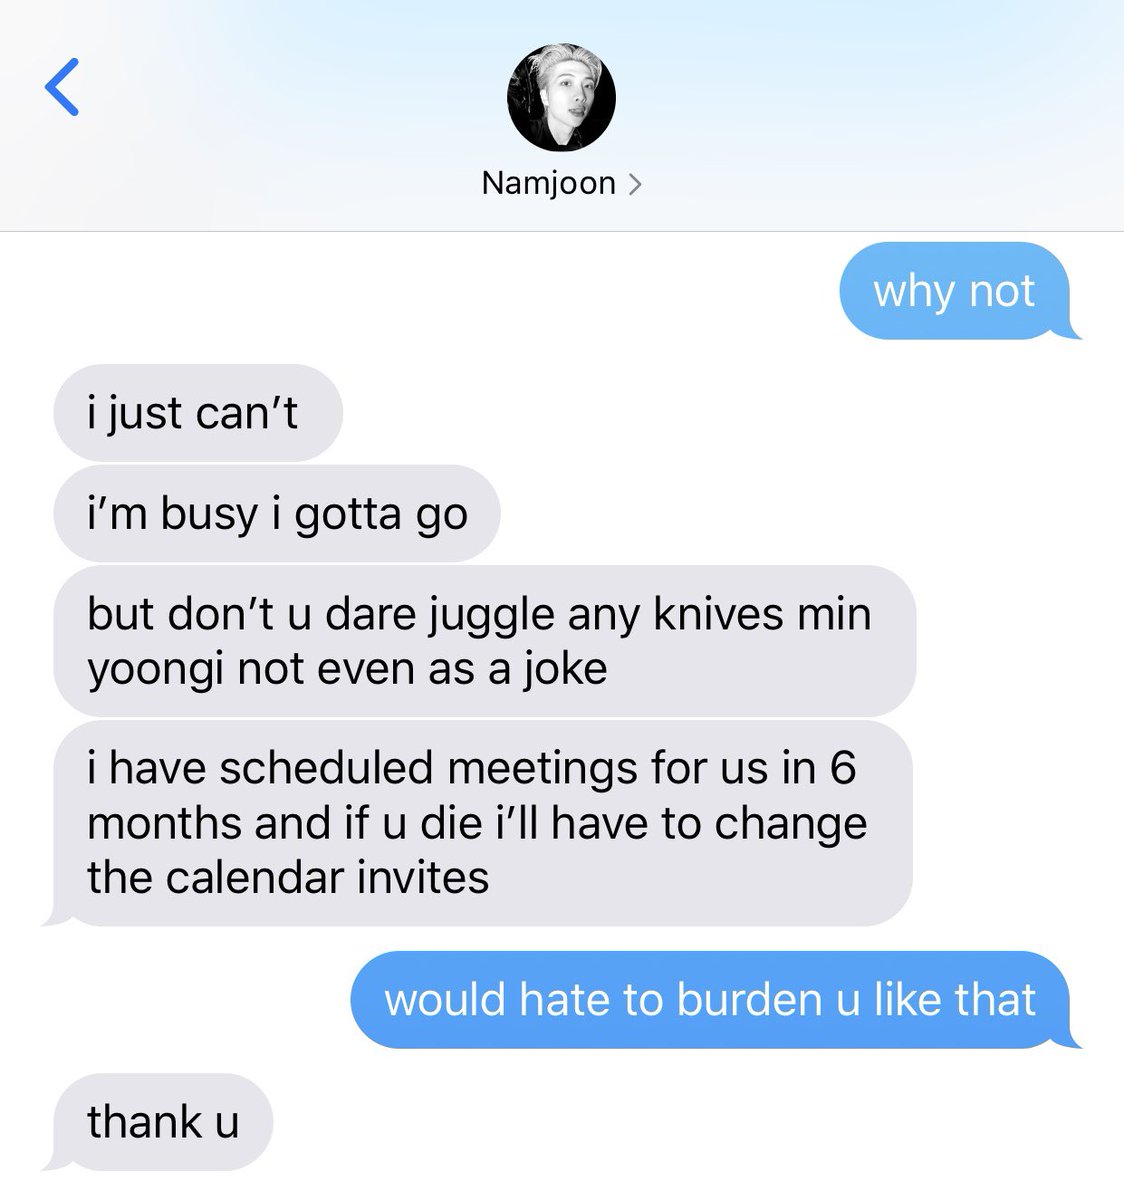 Namjoon
why not
i just can’t
i’m busy i gotta go
but don’t u dare juggle any knives min
yoongi not even as a joke
i have scheduled meetings for us in 6
months and if u die i’ll have to change
the calendar invites
would hate to burden u like that
thank u